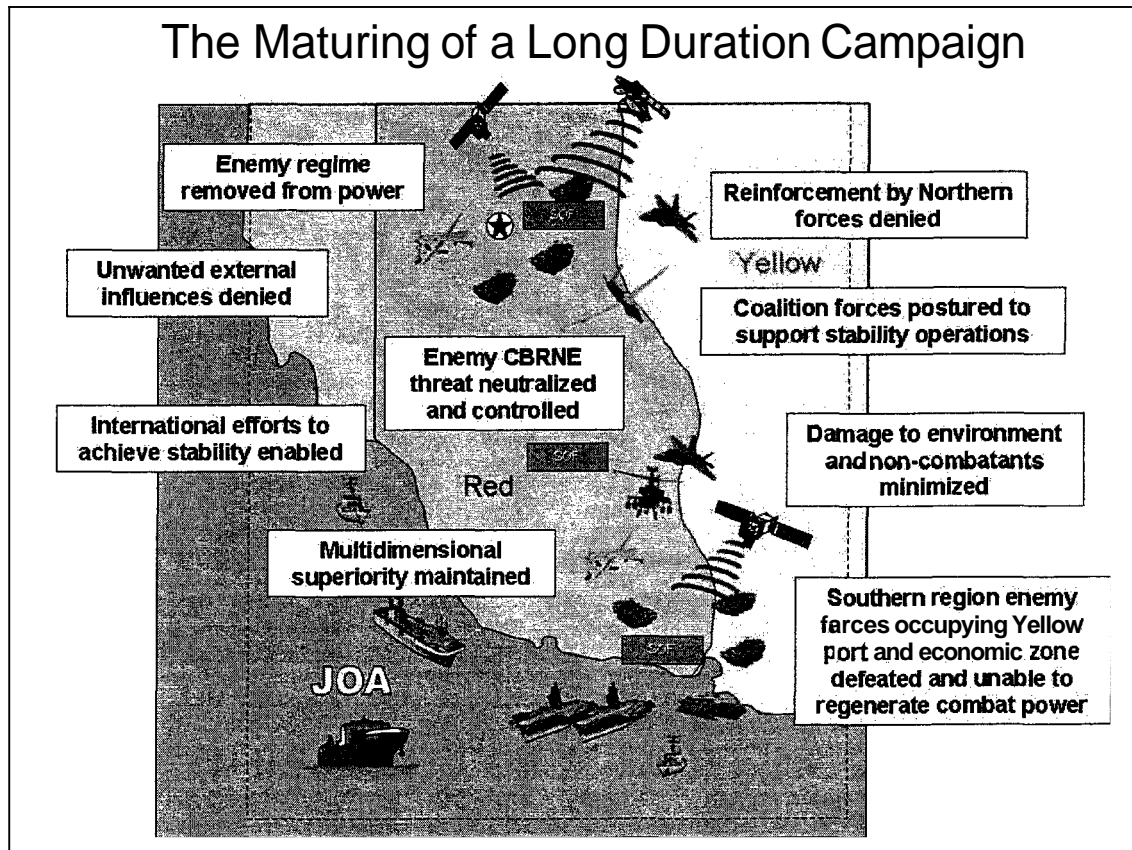 The Maturing of a Long Duration Campaign
Enemy regime
removed from power
Reinforcement by Northern
forces denied
Yellow
Unwanted external
influences denied
Coalition forces postured to
support stability operations
Enemy CBRNE
threat neutralized
and controlled
International efforts to
achieve stability enabled
Damage to environment
and non-combatants
minimized
Red
Multidimensional
superiority maintained
Southern region enemy
farces occupying Yellow
port and economic zone
defeated and unable to
regenerate combat power
JOA